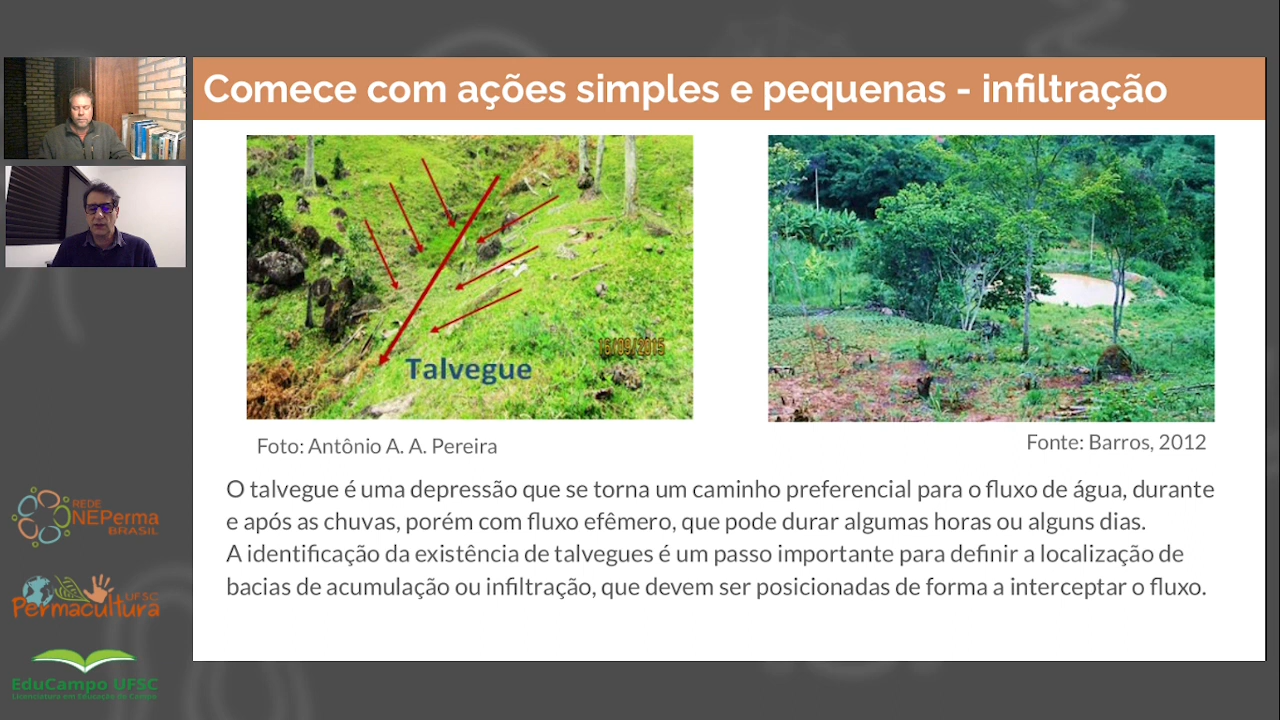 Comece com ações simples e pequenas - infiltração
16/09/2015
Talvegue
Foto: Antônio A. A. Pereira
Fonte: Barros, 2012
O talvegue é uma depressão que se torna um caminho preferencial para o fluxo de água, durante
e após as chuvas, porém com fluxo efêmero, que pode durar algumas horas ou alguns dias.
A identificação da existência de talvegues é um passo importante para definir a localização de
bacias de acumulação ou infiltração, que devem ser posicionadas de forma a interceptar o fluxo.
REDE
NEPerma
BRASIL
UFSC
Permacultura
EduCampo UFSC
Licenciatura em Educação do Campo